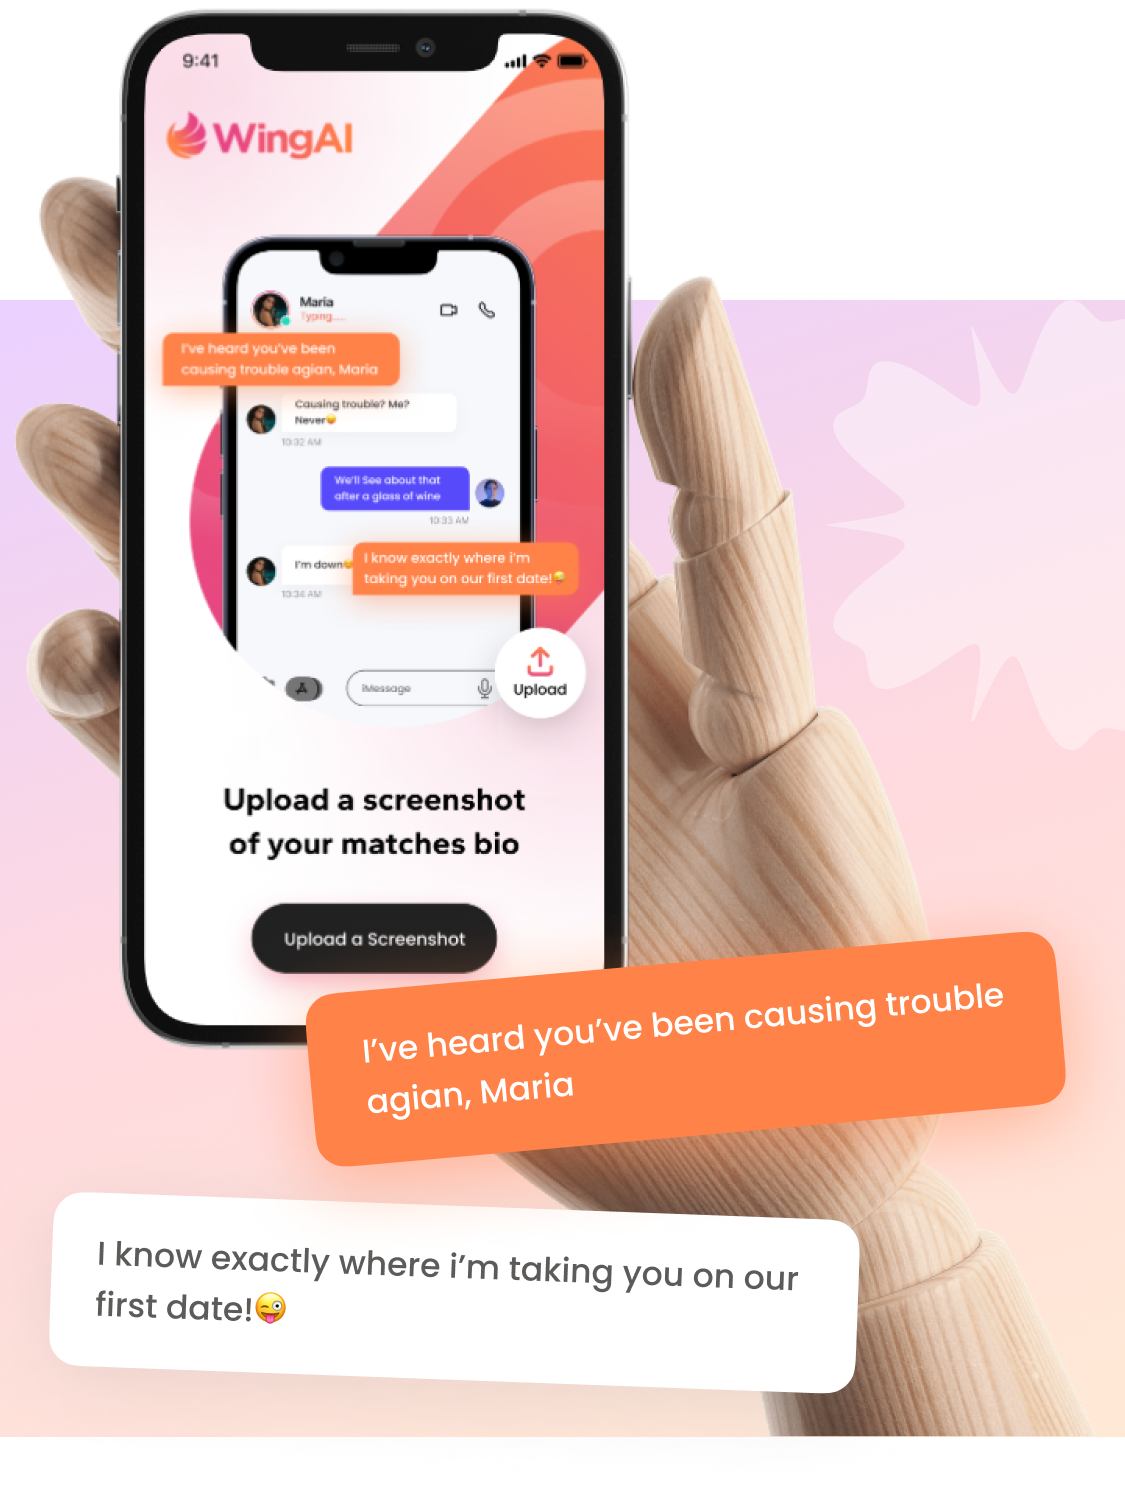 9:41
WingAI
Maria
Typing.....
I've heard you've been
causing trouble agian, Maria
Causing trouble? Me?
Never😜
10:32 AM
We'll See about that
after a glass of wine
10:33 AM
I'm down
I know exactly where i'm
taking you on our first date!😜
10:34 AM
iMessage
Upload
Upload a screenshot
of your matches bio
Upload a Screenshot
I've heard you've been causing trouble
agian, Maria
I know exactly where i'm taking you on our
first date!😜